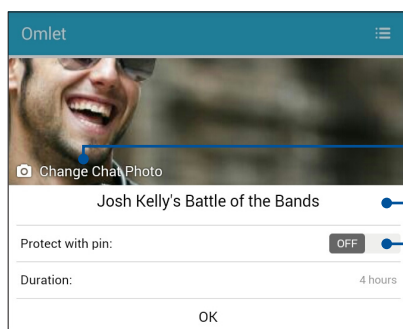 Omlet
Change Chat Photo
Josh Kelly's Battle of the Bands
Protect with pin:
OFF
Duration:
4 hours
OK